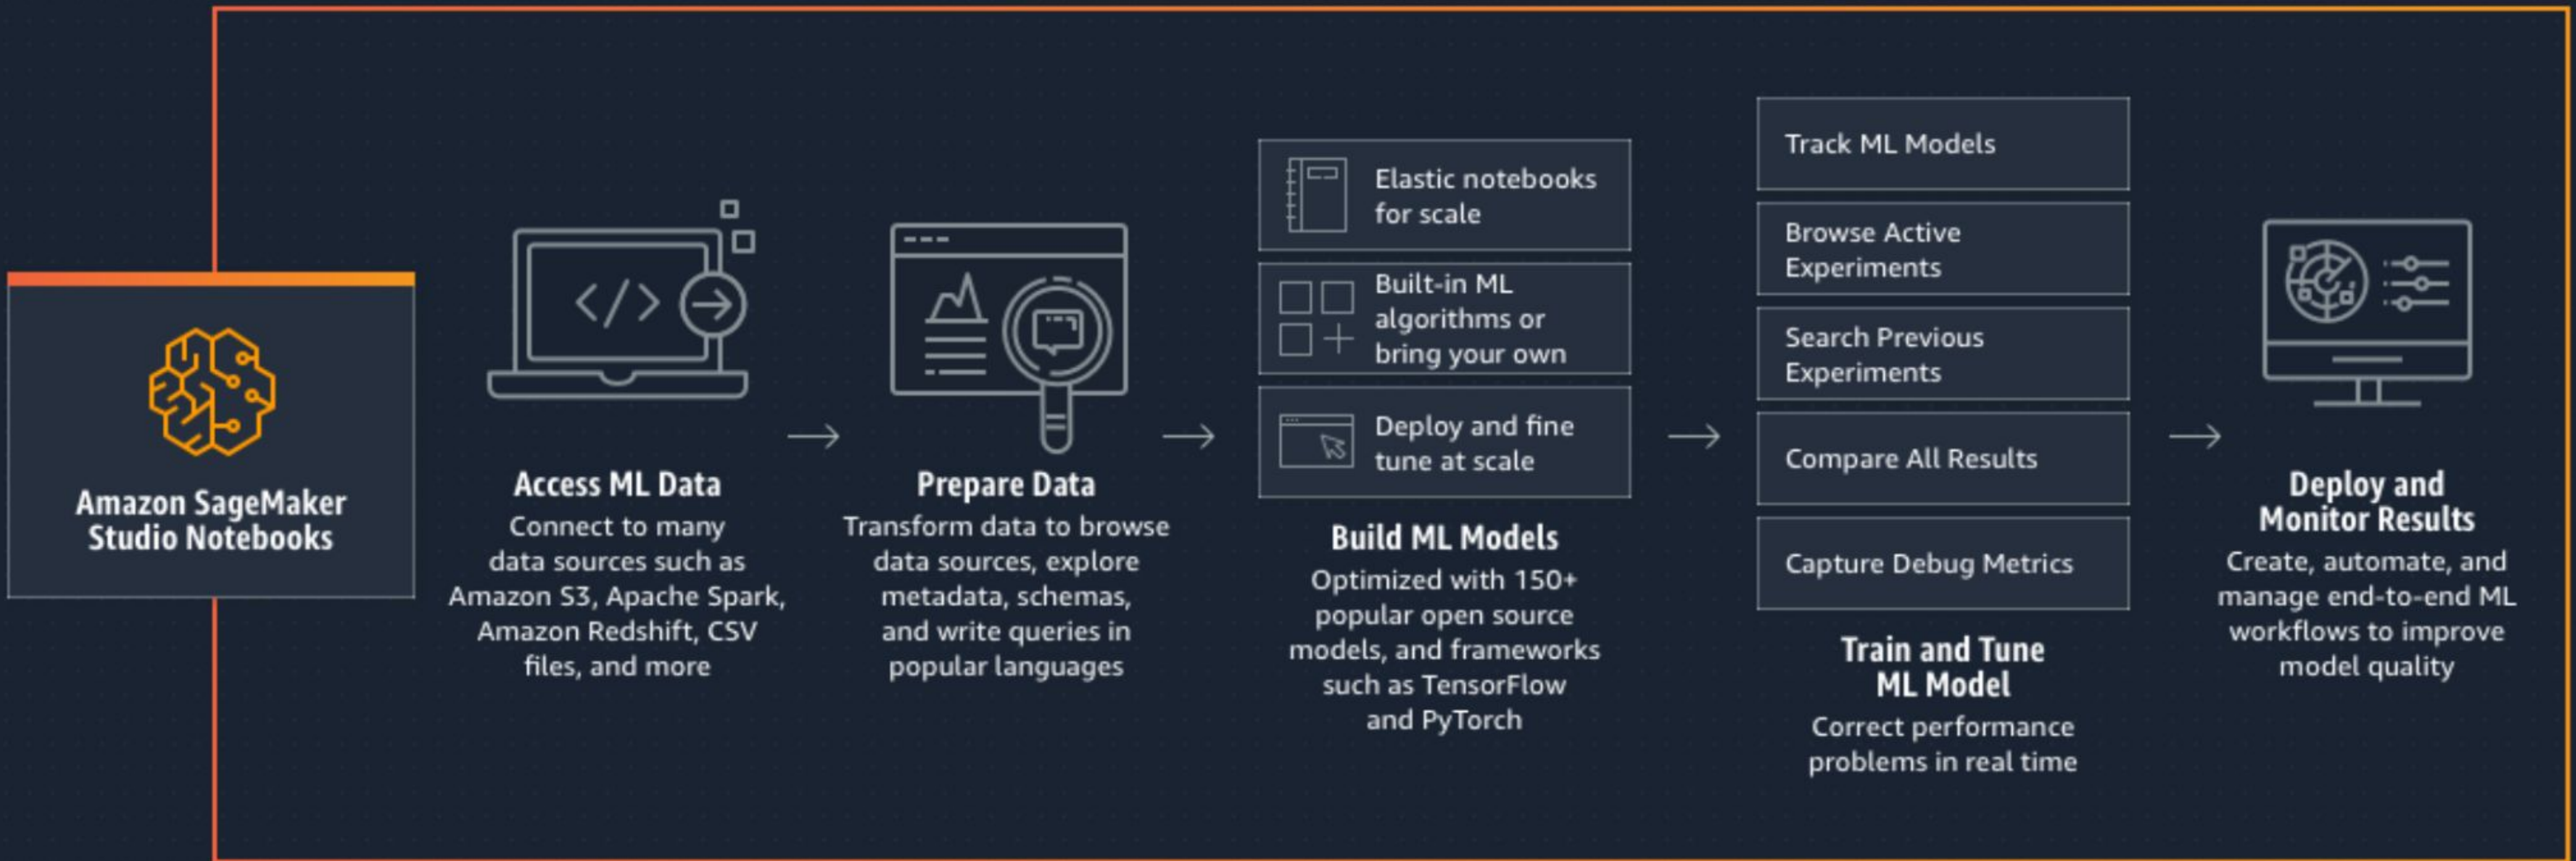 Amazon SageMaker
Studio Notebooks
Access ML Data
Connect to many
data sources such as
Amazon S3, Apache Spark,
Amazon Redshift, CSV
files, and more
Prepare Data
Transform data to browse
data sources, explore
metadata, schemas,
and write queries in
popular languages
Elastic notebooks
for scale
Built-in ML
algorithms or
bring your own
Deploy and fine
tune at scale
Build ML Models
Optimized with 150+
popular open source
models, and frameworks
such as TensorFlow
and PyTorch
Track ML Models
Browse Active
Experiments
Search Previous
Experiments
Compare All Results
Capture Debug Metrics
Train and Tune
ML Model
Correct performance
problems in real time
Deploy and
Monitor Results
Create, automate, and
manage end-to-end ML
workflows to improve
model quality